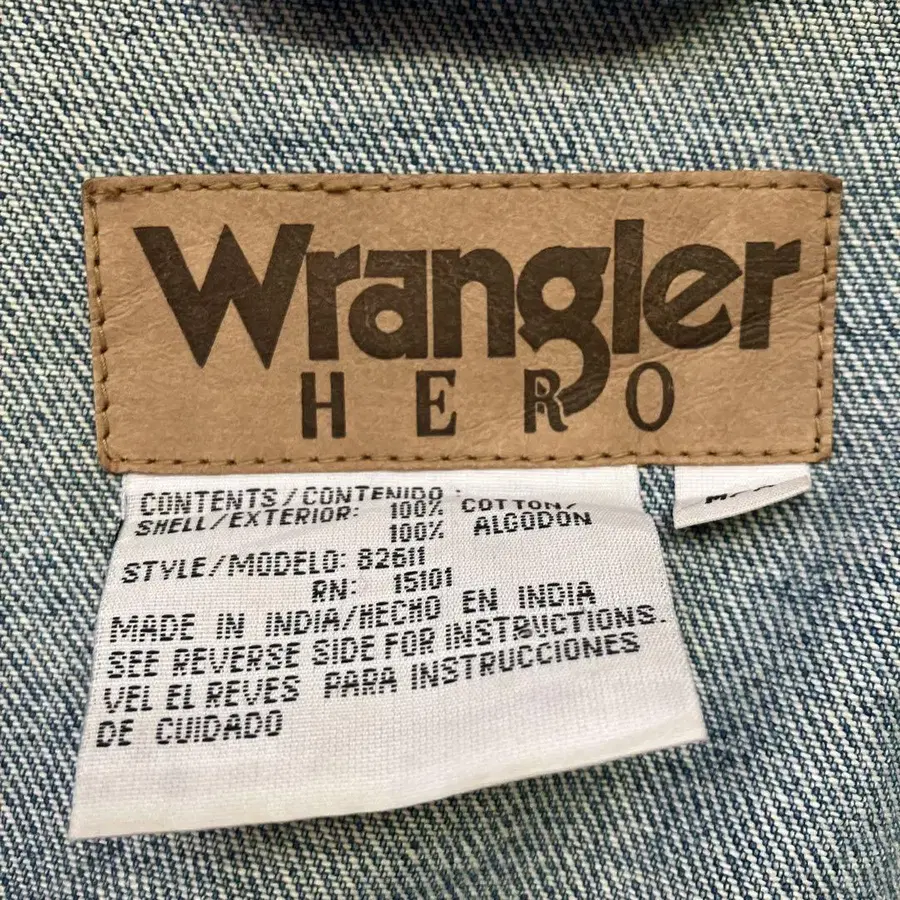 Wrangler
HERO
CONTENTS/CONTENIDO:
SHELL/EXTERIOR: 100% COTTON/
100% ALGODON
STYLE/MODELO: 82611
RN: 15101
MADE IN INDIA/HECHO EN INDIA
SEE REVERSE SIDE FOR INSTRUCTIONS.
VEL EL REVES PARA INSTRUCCIONES
DE CUIDADO